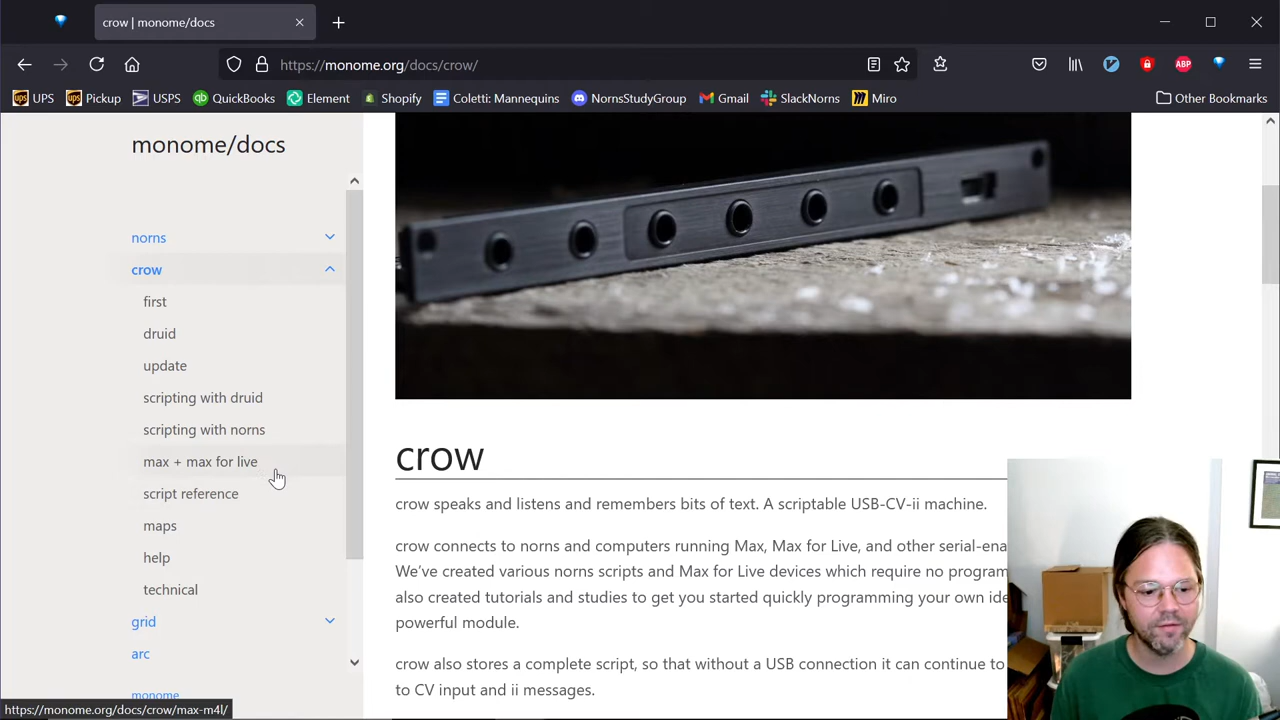 crow | monome/docs
https://monome.org/docs/crow/
UPS Pickup USPS QuickBooks Element Shopify Coletti: Mannequins NornsStudyGroup Gmail SlackNorns Miro Other Bookmarks
monome/docs
norns
crow
first
druid
update
scripting with druid
scripting with norns
max + max for live
script reference
maps
help
technical
grid
arc
monome
https://monome.org/docs/crow/max-m4l/
crow
crow speaks and listens and remembers bits of text. A scriptable USB-CV-ii machine.
crow connects to norns and computers running Max, Max for Live, and other serial-ena
We've created various norns scripts and Max for Live devices which require no program
also created tutorials and studies to get you started quickly programming your own ide
powerful module.
crow also stores a complete script, so that without a USB connection it can continue to
to CV input and ii messages.